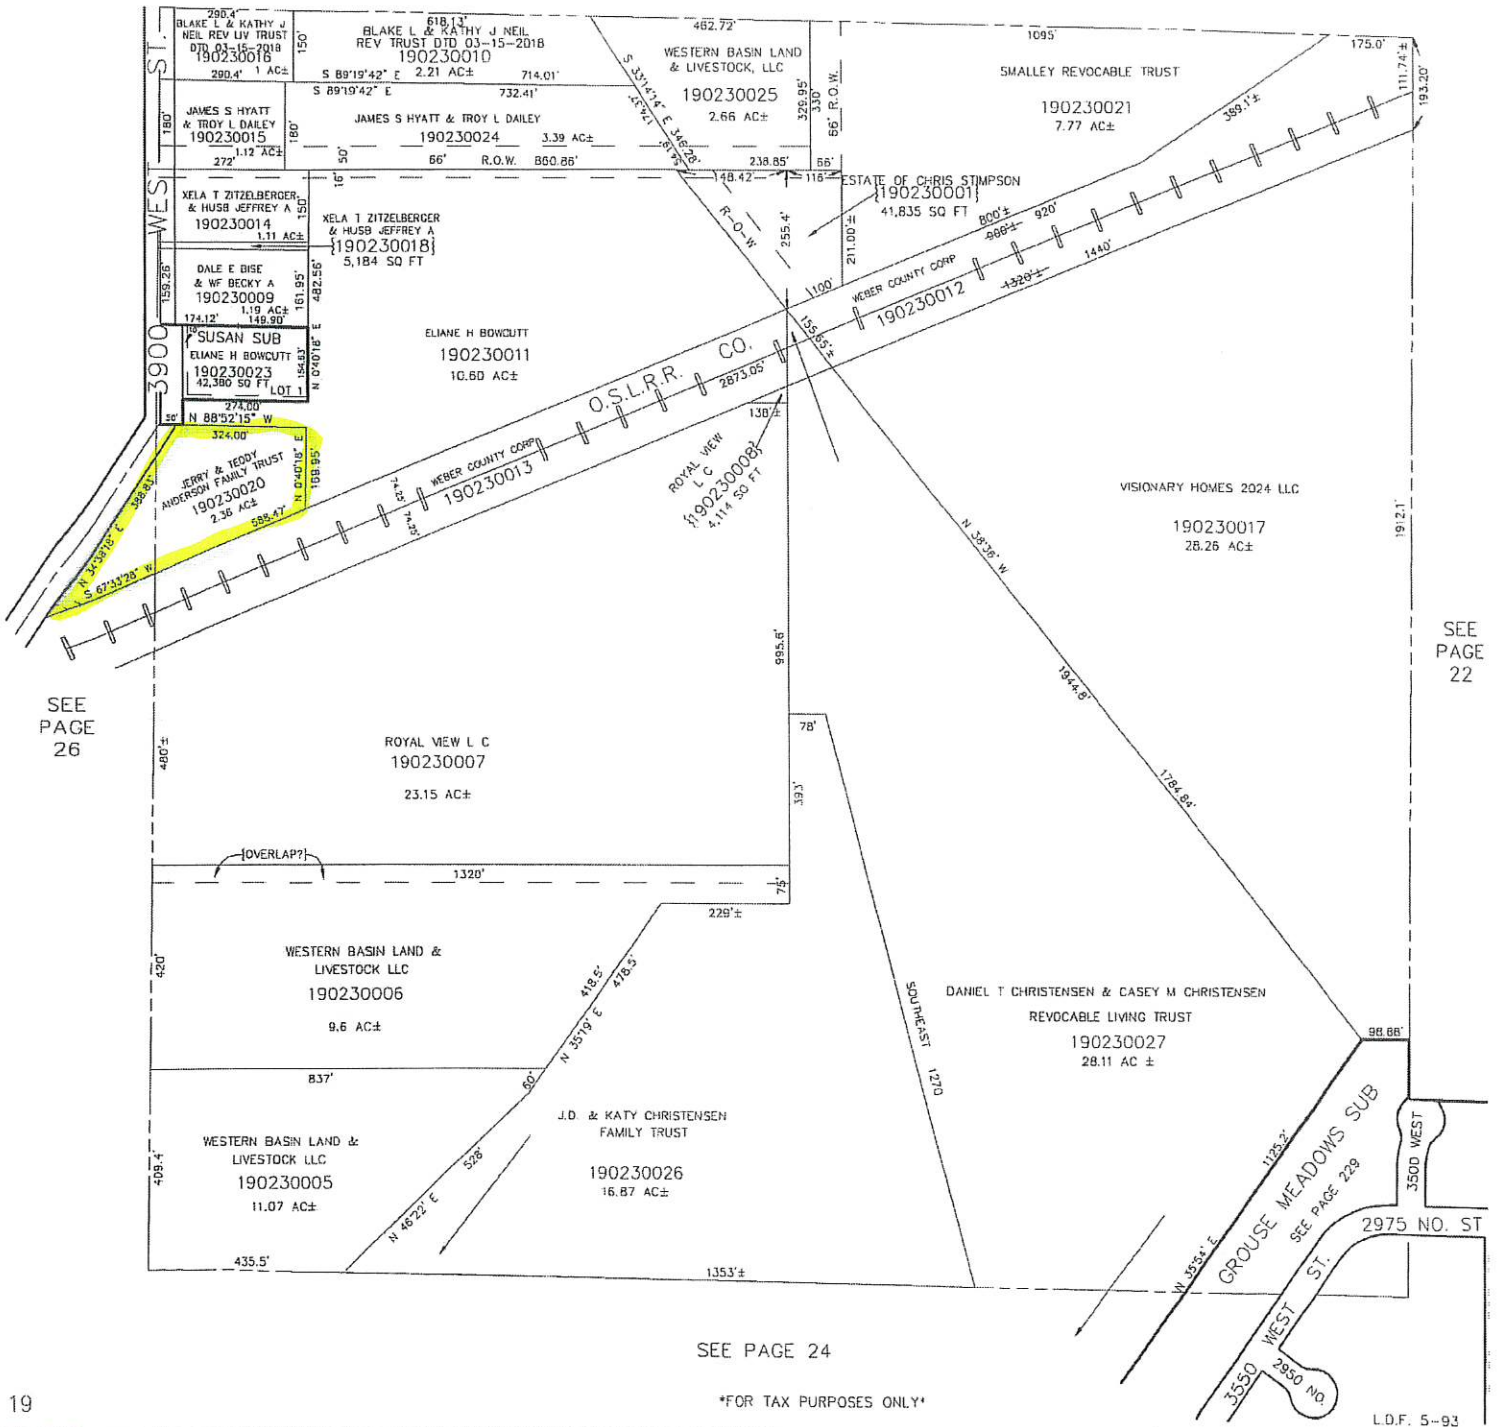 290.4'
BLAKE L & KATHY J
NEIL REV LIV TRUST
DTD 03-15-2018
190230016
1 AC±
290.4'
150'
618.13'
BLAKE L & KATHY J NEIL
REV TRUST DTD 03-15-2018
190230010
S 89°19'42" E 2.21 AC± 714.01'
S 89°19'42" E 732.41'
462.72'
WESTERN BASIN LAND
& LIVESTOCK, LLC
190230025
2.66 AC±
S 33°14'14" E 346.28'
174.37'
54.19'
329.95'
330'
66' R.O.W.
1095'
175.0'
111.74'±
193.20'
SMALLEY REVOCABLE TRUST
190230021
7.77 AC±
389.1'±
180'
JAMES S HYATT
& TROY L DAILEY
190230015
1.12 AC±
272'
180'
JAMES S HYATT & TROY L DAILEY
190230024 3.39 AC±
16' 50'
66' R.O.W. 860.86'
238.85' 66'
148.42' 116'
3900 WEST ST.
XELA T ZITZELBERGER
& HUSB JEFFREY A
190230014
1.11 AC±
150'
XELA T ZITZELBERGER
& HUSB JEFFREY A
{190230018}
5,184 SQ FT
R-O-W
255.4'
ESTATE OF CHRIS STIMPSON
{190230001}
41,835 SQ FT
211.00'±
800'±
900'±
920'
1440'
1320'±
100'
WEBER COUNTY CORP
190230012
159.26'
DALE E BISE
& WF BECKY A
190230009
1.19 AC±
174.12' 149.90'
161.95'
482.56'
N 0°40'18" E
10'
SUSAN SUB
ELIANE H BOWCUTT
190230023
42,380 SQ FT
LOT 1
154.63'
274.00'
50'
N 88°52'15" W
324.00'
ELIANE H BOWCUTT
190230011
10.60 AC±
O.S.L.R.R. CO.
2873.05'
155.65'±
138'±
JERRY & TEDDY
ANDERSON FAMILY TRUST
190230020
2.36 AC±
N 0°40'18" E
169.95'
588.47'
388.83'
N 34°38'18" E
S 67°33'28" W
WEBER COUNTY CORP
190230013
74.25'
74.25'
ROYAL VIEW
L C
{190230008}
4,114 SQ FT
VISIONARY HOMES 2024 LLC
190230017
28.26 AC±
N 38°36' W
1944.8'
1784.84'
1912.1'
SEE
PAGE
22
SEE
PAGE
26
480'±
995.6'
ROYAL VIEW L C
190230007
23.15 AC±
78'
393'
[OVERLAP?]
1320'
75'
229'±
WESTERN BASIN LAND &
LIVESTOCK LLC
190230006
9.6 AC±
420'
418.5'
478.5'
N 35°19' E
837'
60'
SOUTHEAST 1270
DANIEL T CHRISTENSEN & CASEY M CHRISTENSEN
REVOCABLE LIVING TRUST
190230027
28.11 AC ±
98.88'
WESTERN BASIN LAND &
LIVESTOCK LLC
190230005
11.07 AC±
409.4'
528'
N 46°22' E
J.D. & KATY CHRISTENSEN
FAMILY TRUST
190230026
16.87 AC±
435.5'
1353'±
1125.2'
N 35°54' E
GROUSE MEADOWS SUB
SEE PAGE 229
3500 WEST
2975 NO. ST
3550 WEST ST.
2950 NO.
SEE PAGE 24
*FOR TAX PURPOSES ONLY*
19
L.D.F. 5-93